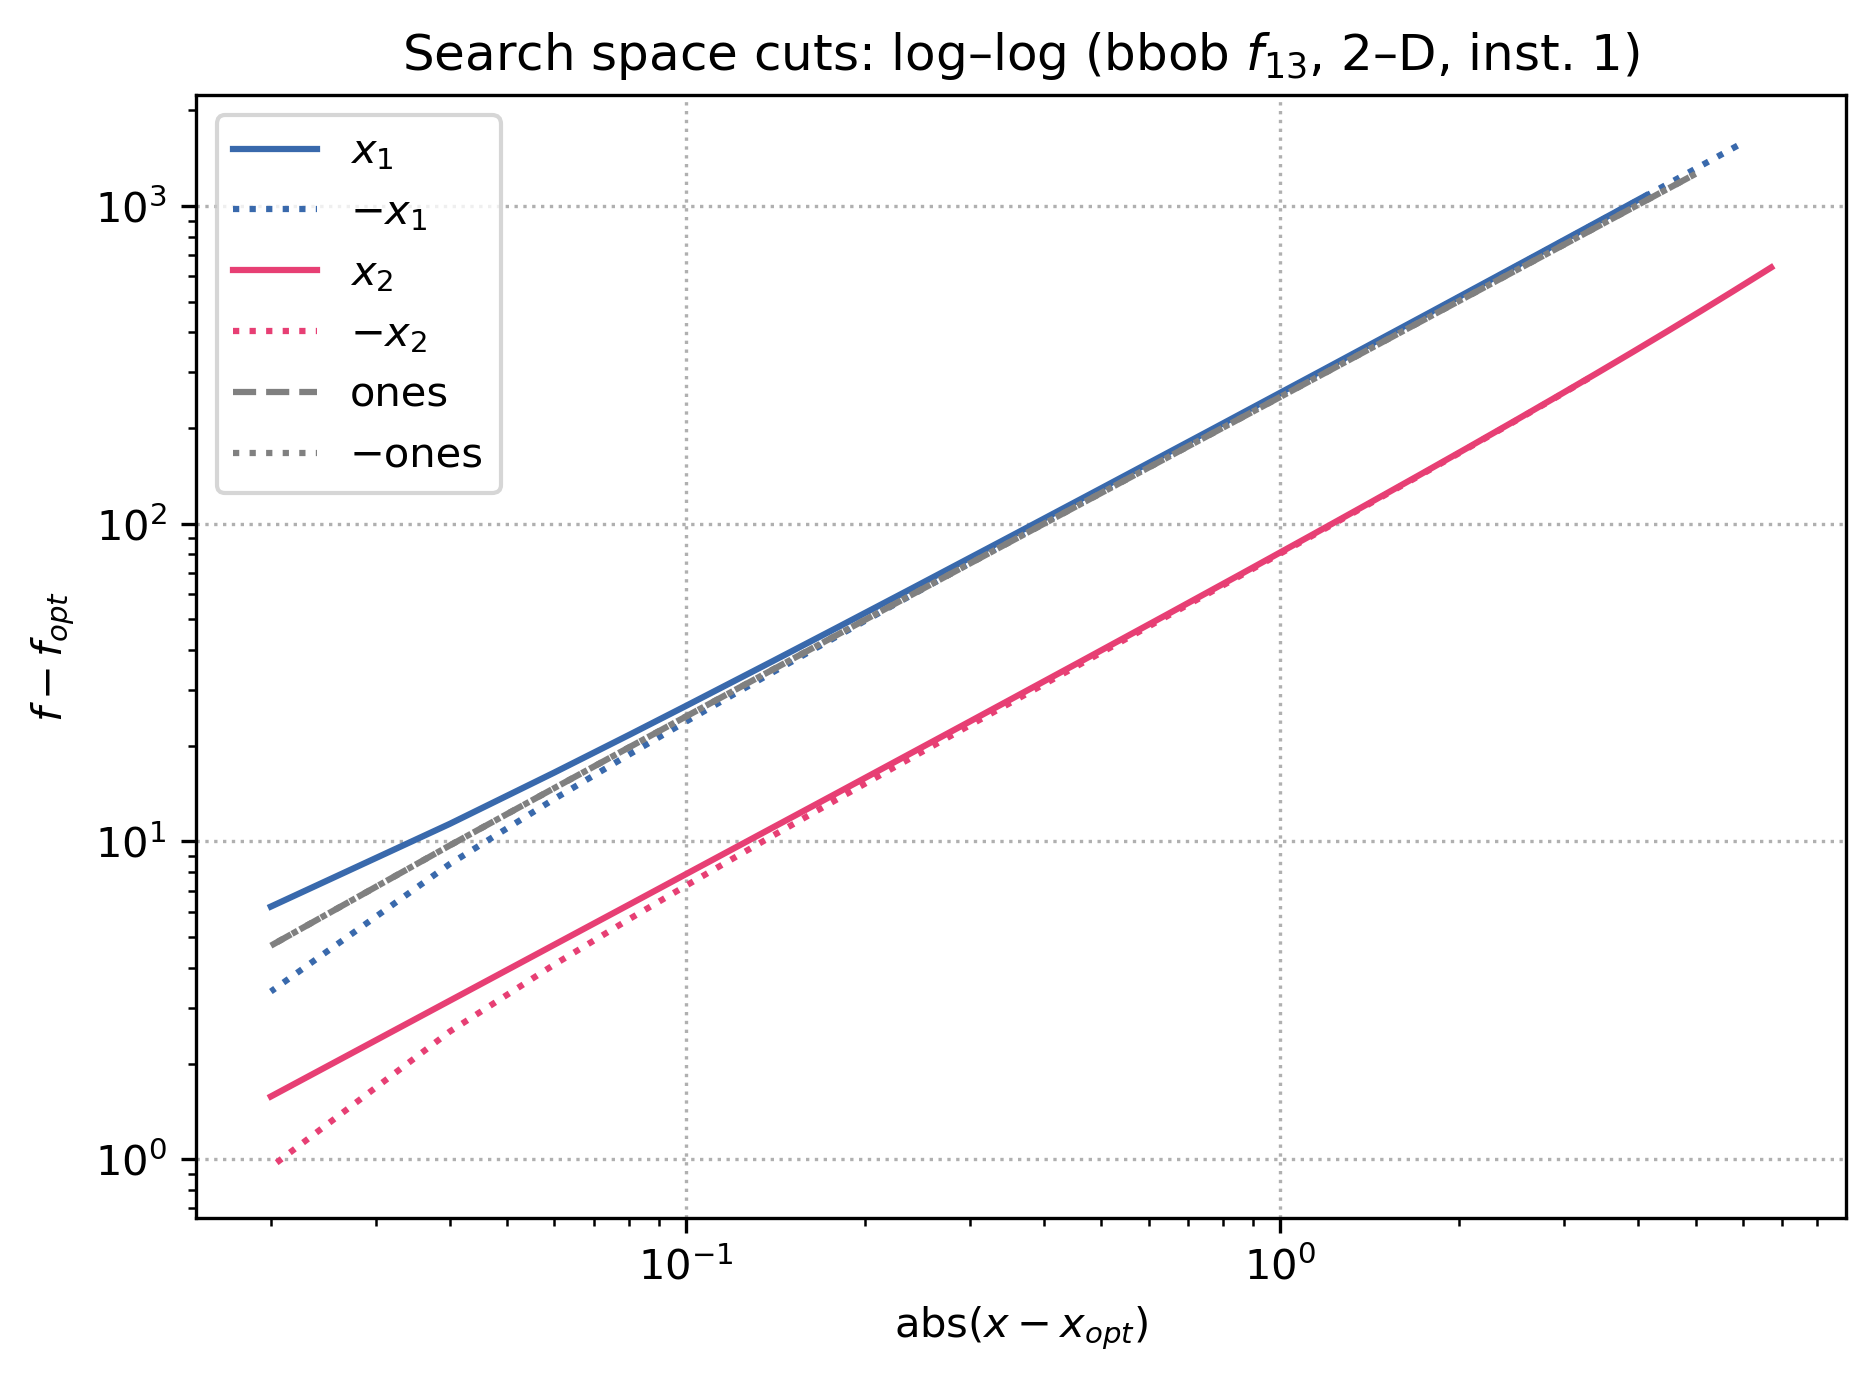 Search space cuts: log–log (bbob f₁₃, 2–D, inst. 1)
x₁
−x₁
x₂
−x₂
ones
−ones
10³
10²
10¹
10⁰
f − fₒₚₜ
10⁻¹
10⁰
abs(x − xₒₚₜ)